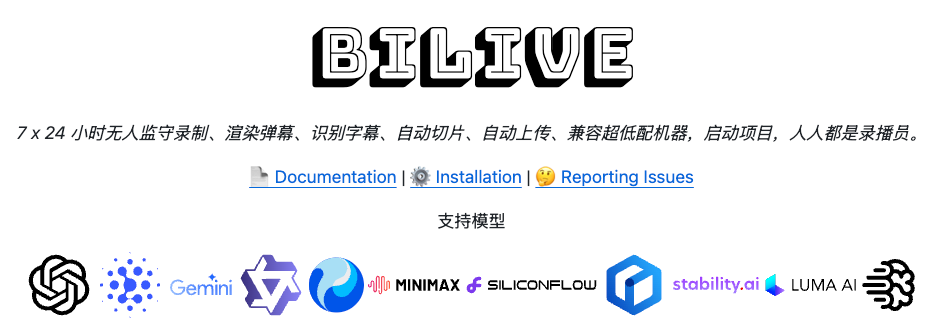 BILIVE
7 x 24 小时无人监守录制、渲染弹幕、识别字幕、自动切片、自动上传、兼容超低配机器，启动项目，人人都是录播员。
Documentation | Installation | Reporting Issues
支持模型
Gemini MINIMAX SILICONFLOW stability.ai LUMA AI